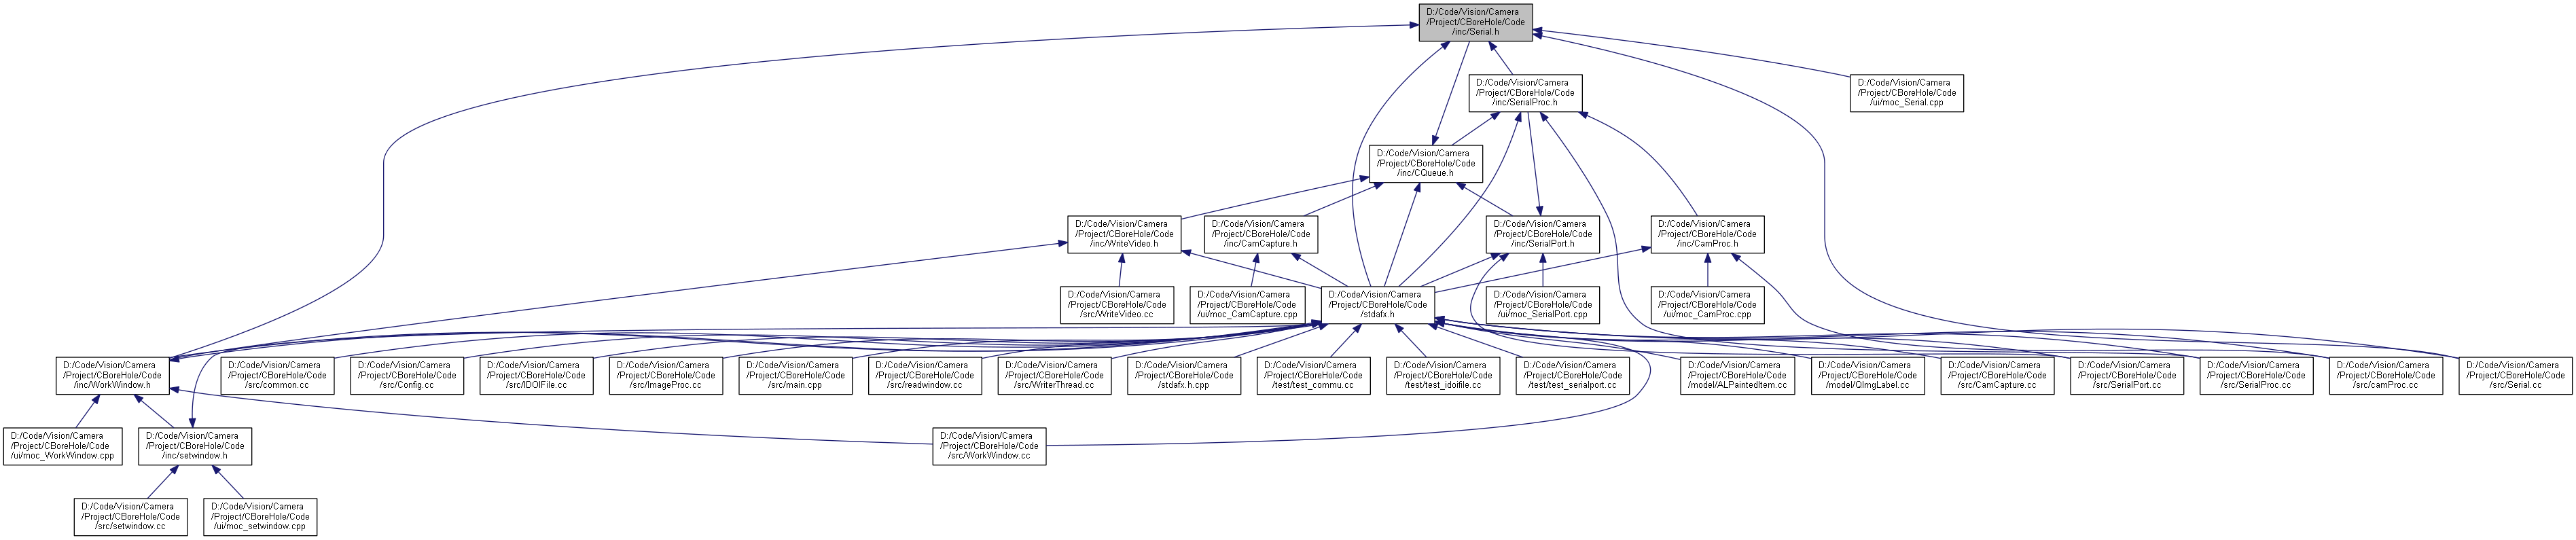 D:/Code/Vision/Camera
/Project/CBoreHole/Code
/inc/Serial.h
D:/Code/Vision/Camera
/Project/CBoreHole/Code
/inc/SerialProc.h
D:/Code/Vision/Camera
/Project/CBoreHole/Code
/ui/moc_Serial.cpp
D:/Code/Vision/Camera
/Project/CBoreHole/Code
/inc/CQueue.h
D:/Code/Vision/Camera
/Project/CBoreHole/Code
/inc/WriteVideo.h
D:/Code/Vision/Camera
/Project/CBoreHole/Code
/inc/CamCapture.h
D:/Code/Vision/Camera
/Project/CBoreHole/Code
/inc/SerialPort.h
D:/Code/Vision/Camera
/Project/CBoreHole/Code
/inc/CamProc.h
D:/Code/Vision/Camera
/Project/CBoreHole/Code
/src/WriteVideo.cc
D:/Code/Vision/Camera
/Project/CBoreHole/Code
/ui/moc_CamCapture.cpp
D:/Code/Vision/Camera
/Project/CBoreHole/Code
/stdafx.h
D:/Code/Vision/Camera
/Project/CBoreHole/Code
/ui/moc_SerialPort.cpp
D:/Code/Vision/Camera
/Project/CBoreHole/Code
/ui/moc_CamProc.cpp
D:/Code/Vision/Camera
/Project/CBoreHole/Code
/inc/WorkWindow.h
D:/Code/Vision/Camera
/Project/CBoreHole/Code
/src/common.cc
D:/Code/Vision/Camera
/Project/CBoreHole/Code
/src/Config.cc
D:/Code/Vision/Camera
/Project/CBoreHole/Code
/src/IDOIFile.cc
D:/Code/Vision/Camera
/Project/CBoreHole/Code
/src/ImageProc.cc
D:/Code/Vision/Camera
/Project/CBoreHole/Code
/src/main.cpp
D:/Code/Vision/Camera
/Project/CBoreHole/Code
/src/readwindow.cc
D:/Code/Vision/Camera
/Project/CBoreHole/Code
/src/WriterThread.cc
D:/Code/Vision/Camera
/Project/CBoreHole/Code
/stdafx.h.cpp
D:/Code/Vision/Camera
/Project/CBoreHole/Code
/test/test_commu.cc
D:/Code/Vision/Camera
/Project/CBoreHole/Code
/test/test_idoifile.cc
D:/Code/Vision/Camera
/Project/CBoreHole/Code
/test/test_serialport.cc
D:/Code/Vision/Camera
/Project/CBoreHole/Code
/model/ALPaintedItem.cc
D:/Code/Vision/Camera
/Project/CBoreHole/Code
/model/QImgLabel.cc
D:/Code/Vision/Camera
/Project/CBoreHole/Code
/src/CamCapture.cc
D:/Code/Vision/Camera
/Project/CBoreHole/Code
/src/SerialPort.cc
D:/Code/Vision/Camera
/Project/CBoreHole/Code
/src/SerialProc.cc
D:/Code/Vision/Camera
/Project/CBoreHole/Code
/src/camProc.cc
D:/Code/Vision/Camera
/Project/CBoreHole/Code
/src/Serial.cc
D:/Code/Vision/Camera
/Project/CBoreHole/Code
/ui/moc_WorkWindow.cpp
D:/Code/Vision/Camera
/Project/CBoreHole/Code
/inc/setwindow.h
D:/Code/Vision/Camera
/Project/CBoreHole/Code
/src/WorkWindow.cc
D:/Code/Vision/Camera
/Project/CBoreHole/Code
/src/setwindow.cc
D:/Code/Vision/Camera
/Project/CBoreHole/Code
/ui/moc_setwindow.cpp